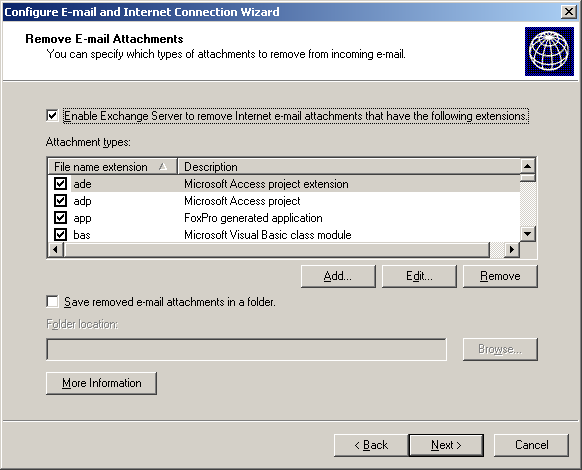 Configure E-mail and Internet Connection Wizard
Remove E-mail Attachments
You can specify which types of attachments to remove from incoming e-mail.
Enable Exchange Server to remove Internet e-mail attachments that have the following extensions.
Attachment types:
File name extension Description
ade Microsoft Access project extension
adp Microsoft Access project
app FoxPro generated application
bas Microsoft Visual Basic class module
Add... Edit... Remove
Save removed e-mail attachments in a folder.
Folder location:
Browse...
More Information
< Back Next > Cancel